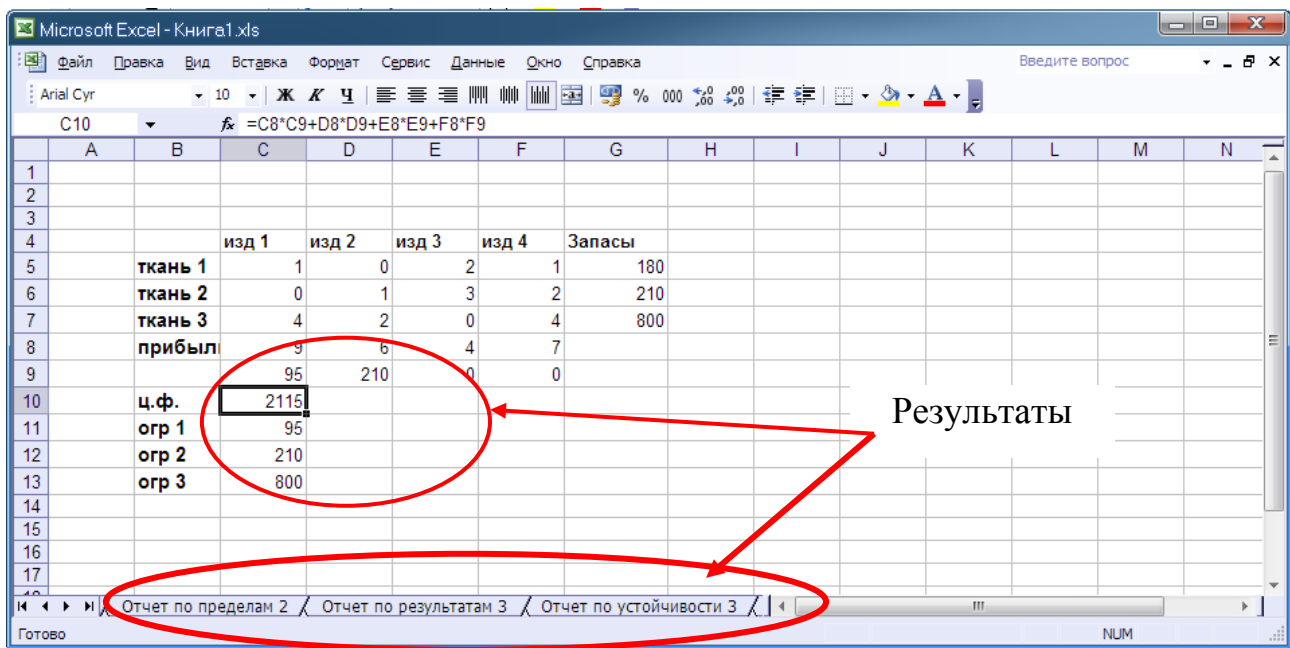 Microsoft Excel - Книга1.xls
Файл Правка Вид Вставка Формат Сервис Данные Окно Справка Введите вопрос
Arial Cyr 10 Ж К Ч % 000
C10 fx =C8*C9+D8*D9+E8*E9+F8*F9
A B C D E F G H I J K L M N
1
2
3
4 изд 1 изд 2 изд 3 изд 4 Запасы
5 ткань 1 1 0 2 1 180
6 ткань 2 0 1 3 2 210
7 ткань 3 4 2 0 4 800
8 прибыл 9 6 4 7
9 95 210 0 0
10 ц.ф. 2115
11 огр 1 95
12 огр 2 210
13 огр 3 800
Результаты
14
15
16
17
Отчет по пределам 2 Отчет по результатам 3 Отчет по устойчивости 3
Готово NUM